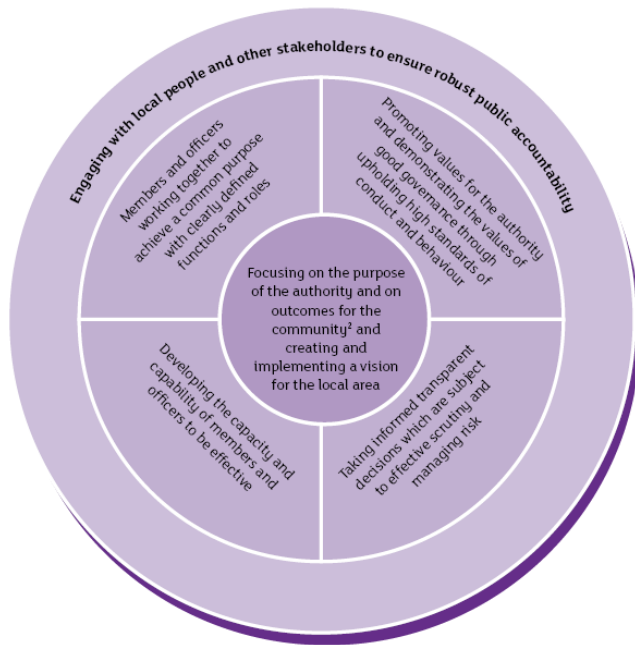 Engaging with local people and other stakeholders to ensure robust public accountability
Members and officers
working together to
achieve a common purpose
with clearly defined
functions and roles
Promoting values for the authority
and demonstrating the values of
good governance through
upholding high standards of
conduct and behaviour
Focusing on the purpose
of the authority and on
outcomes for the
community² and
creating and
implementing a vision
for the local area
Developing the capacity and
capability of members and
officers to be effective
Taking informed transparent
decisions which are subject
to effective scrutiny and
managing risk